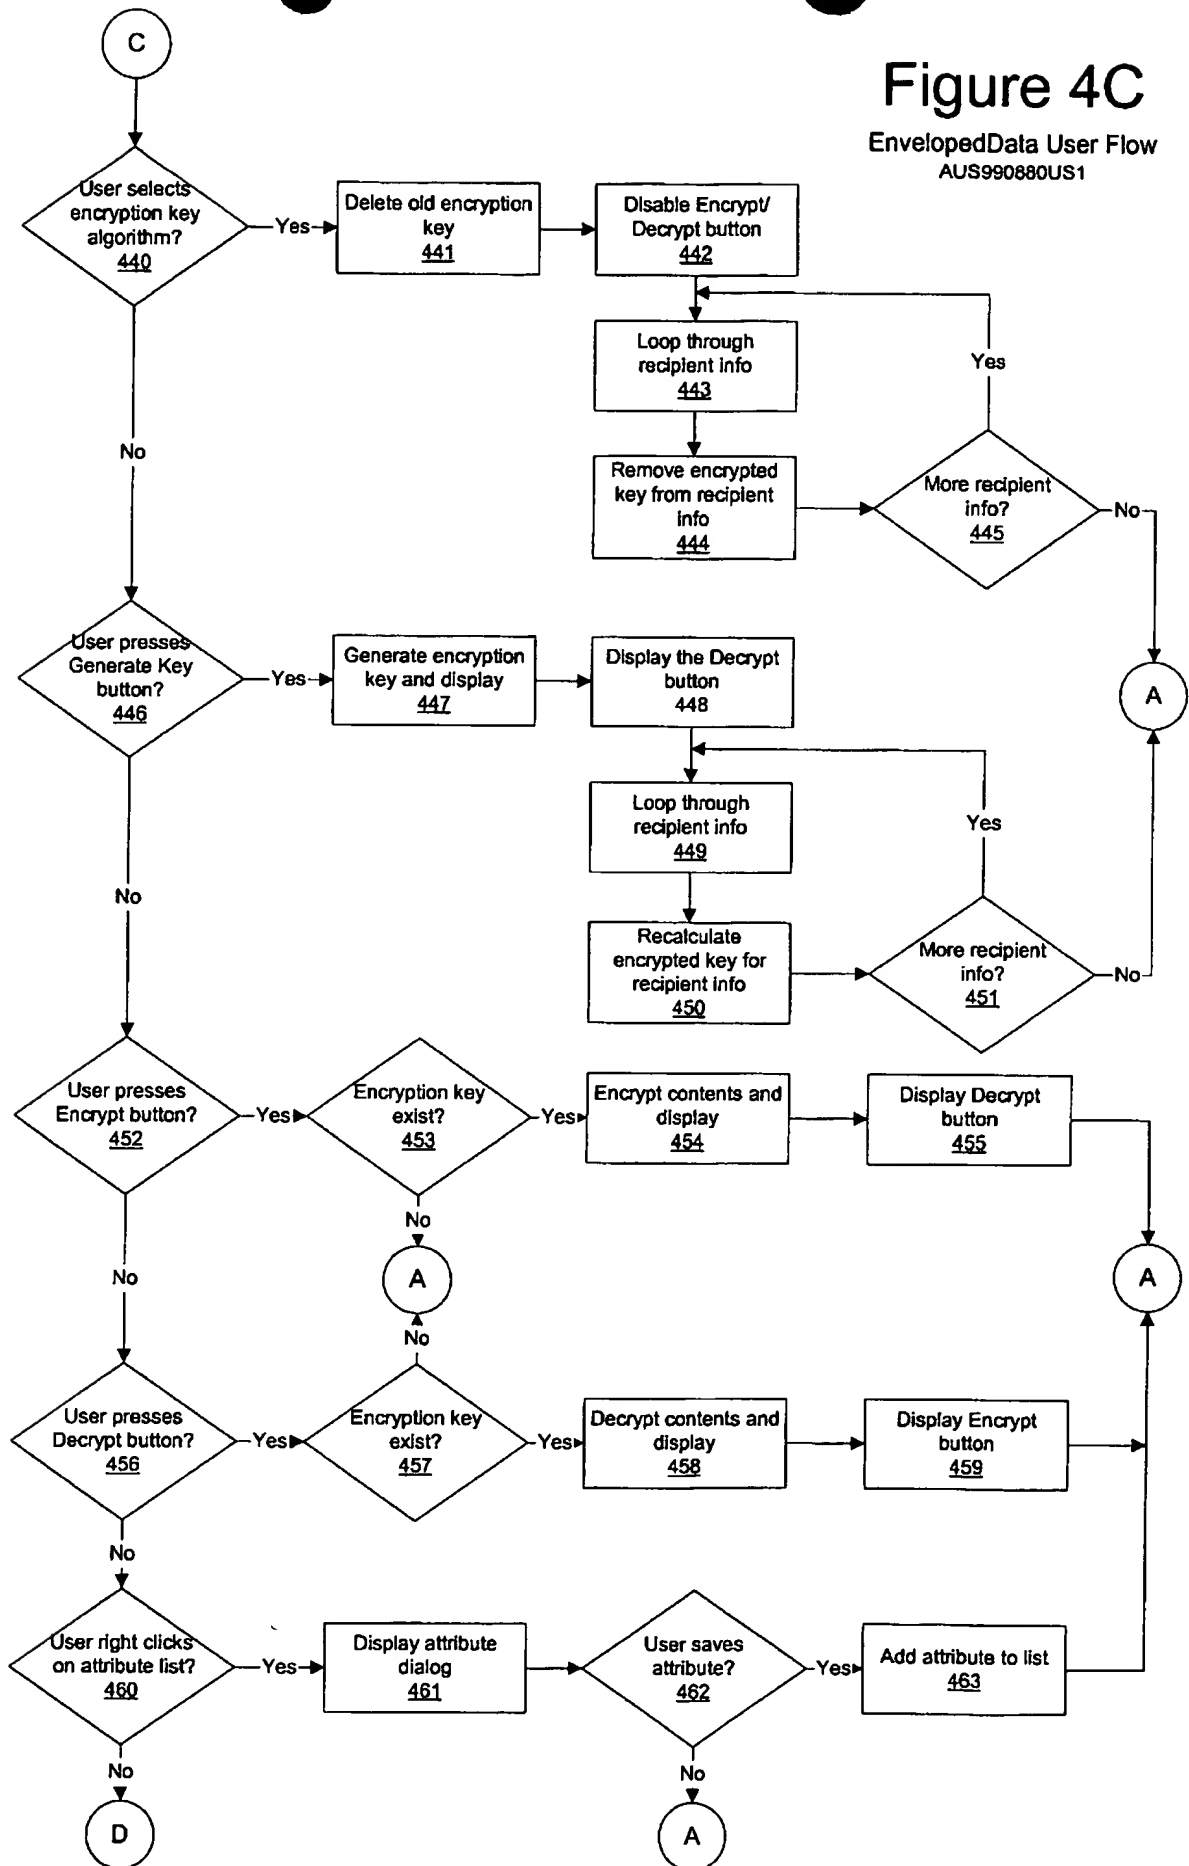 C
Figure 4C
EnvelopedData User Flow
AUS990880US1
User selects
encryption key
algorithm?
440
Yes
Delete old encryption
key
441
Disable Encrypt/
Decrypt button
442
Loop through
recipient info
443
Yes
No
Remove encrypted
key from recipient
info
444
More recipient
info?
445
No
User presses
Generate Key
button?
446
Yes
Generate encryption
key and display
447
Display the Decrypt
button
448
A
Loop through
recipient info
449
Yes
No
Recalculate
encrypted key for
recipient info
450
More recipient
info?
451
No
User presses
Encrypt button?
452
Yes
Encryption key
exist?
453
Yes
Encrypt contents and
display
454
Display Decrypt
button
455
No
No
A
A
No
User presses
Decrypt button?
456
Yes
Encryption key
exist?
457
Yes
Decrypt contents and
display
458
Display Encrypt
button
459
No
User right clicks
on attribute list?
460
Yes
Display attribute
dialog
461
User saves
attribute?
462
Yes
Add attribute to list
463
No
No
D
A